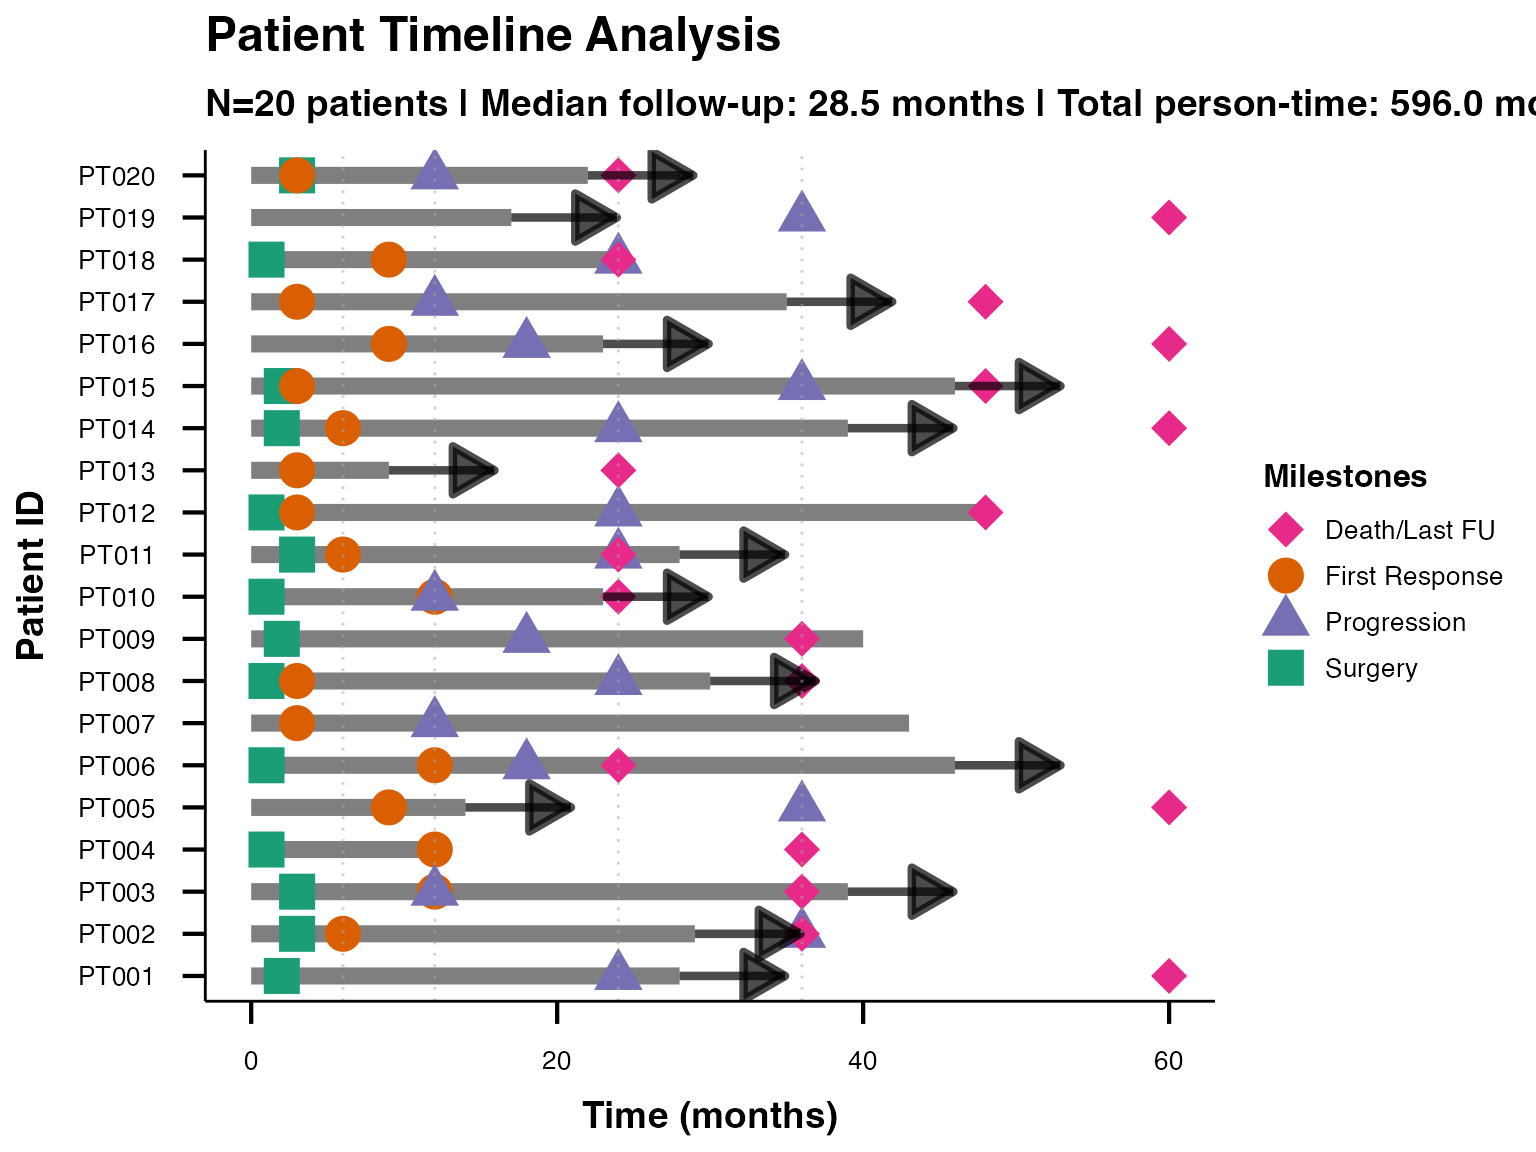 Patient Timeline Analysis
N=20 patients | Median follow-up: 28.5 months | Total person-time: 596.0
PT020
PT019
PT018
PT017
PT016
PT015
PT014
PT013
PT012
PT011
PT010
PT009
PT008
PT007
PT006
PT005
PT004
PT003
PT002
PT001
Patient ID
0 20 40 60
Time (months)
Milestones
Death/Last FU
First Response
Progression
Surgery